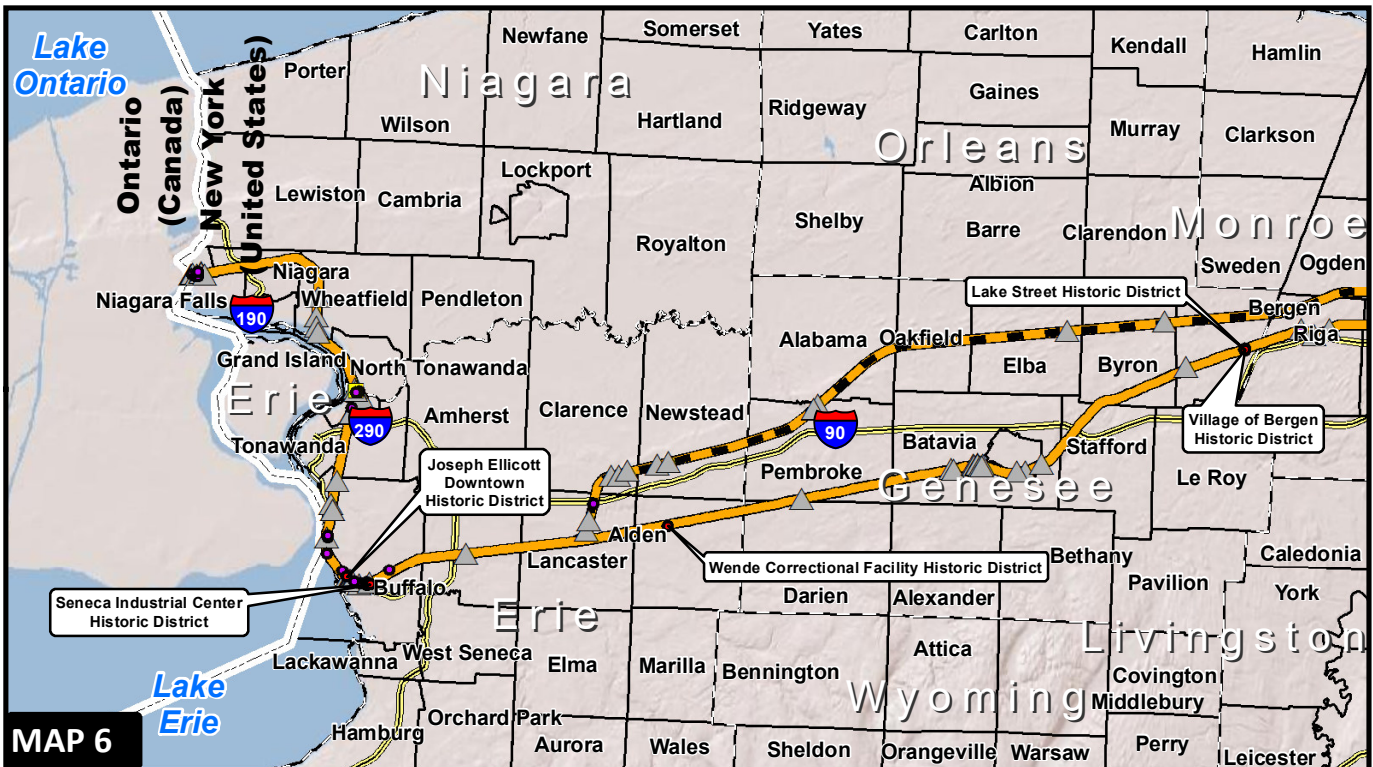 Lake
Ontario
Ontario
(Canada)
New York
(United States)
Niagara
Orleans
Monroe
Erie
Erie
Genesee
Wyoming
Livingston
Porter
Newfane
Somerset
Yates
Carlton
Kendall
Hamlin
Wilson
Hartland
Ridgeway
Gaines
Murray
Clarkson
Lewiston
Cambria
Lockport
Royalton
Shelby
Albion
Barre
Clarendon
Sweden
Ogden
Niagara Falls
Niagara
Wheatfield
Pendleton
190
Lake Street Historic District
Bergen
Riga
Grand Island
North Tonawanda
Alabama
Oakfield
Elba
Byron
Tonawanda
290
Amherst
Clarence
Newstead
90
Batavia
Stafford
Village of Bergen
Historic District
Pembroke
Le Roy
Joseph Ellicott
Downtown
Historic District
Alden
Lancaster
Wende Correctional Facility Historic District
Bethany
Caledonia
Buffalo
Seneca Industrial Center
Historic District
Darien
Alexander
Pavilion
York
Lackawanna
West Seneca
Elma
Marilla
Bennington
Attica
Covington
Middlebury
Lake
Erie
Hamburg
Orchard Park
Aurora
Wales
Sheldon
Orangeville
Warsaw
Perry
Leicester
MAP 6